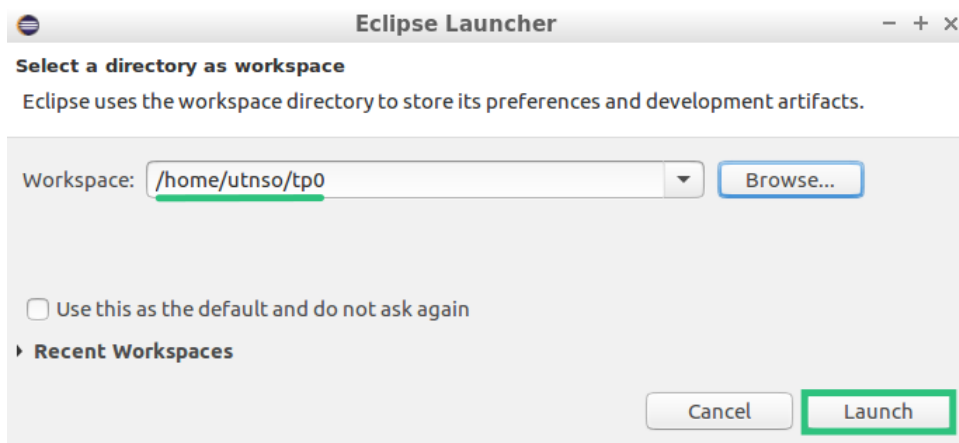 Eclipse Launcher
Select a directory as workspace
Eclipse uses the workspace directory to store its preferences and development artifacts.
Workspace: /home/utnso/tp0 Browse...
Use this as the default and do not ask again
Recent Workspaces
Cancel Launch